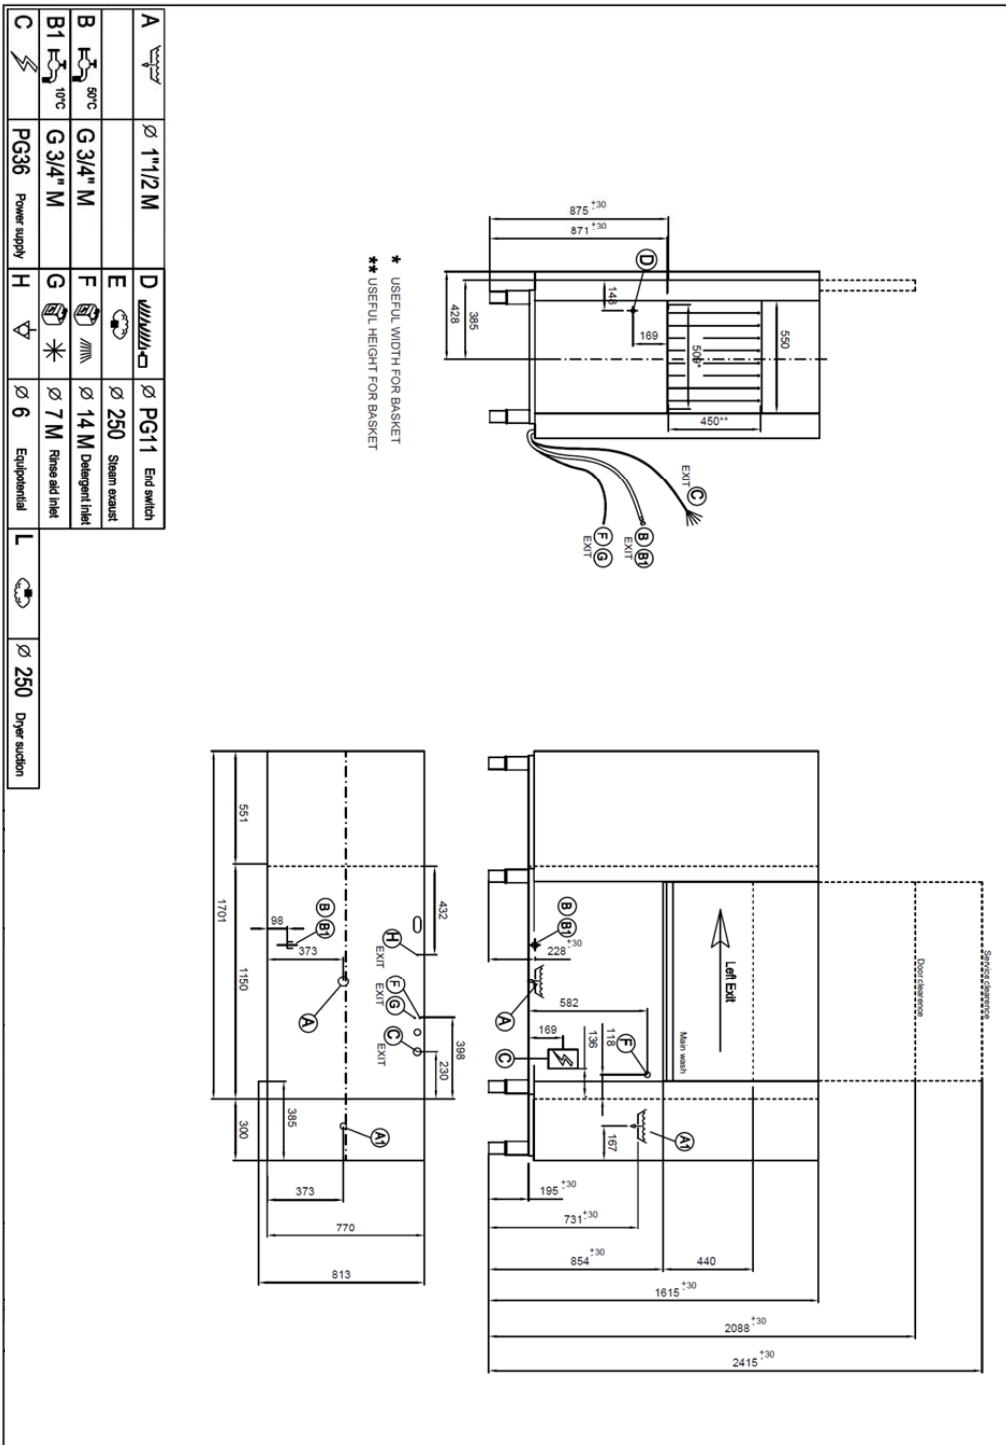 A Ø 1"1/2 M D Ø PG11 End switch
E Ø 250 Steam exaust
B 50°C G 3/4" M F Ø 14 M Detergent inlet
B1 10°C G 3/4" M G Ø 7 M Rinse aid inlet
C PG36 Power supply H Ø 6 Equipotential L Ø 250 Dryer suction
875 +30
871 +30
D
148
385
428
169
550
509*
450**
* USEFUL WIDTH FOR BASKET
** USEFUL HEIGHT FOR BASKET
C
EXIT
B B1
EXIT
F G
EXIT
Service clearence
Door clearence
Left Exit
Main wash
B B1
228 +30
A
582
169
C
136
118
F
A1
167
195 +30
731 +30
854 +30
440
1615 +30
2088 +30
2415 +30
551
1150
1701
300
98
B B1
373
A
432
H
EXIT
F G
EXIT
C
EXIT
398
230
385
A1
373
770
813